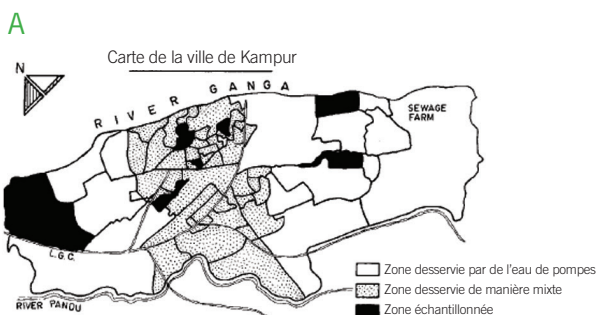 A
Carte de la ville de Kampur
N
RIVER GANGA
SEWAGE
FARM
L.G.C.
RIVER PANDU
Zone desservie par de l'eau de pompes
Zone desservie de manière mixte
Zone échantillonnée